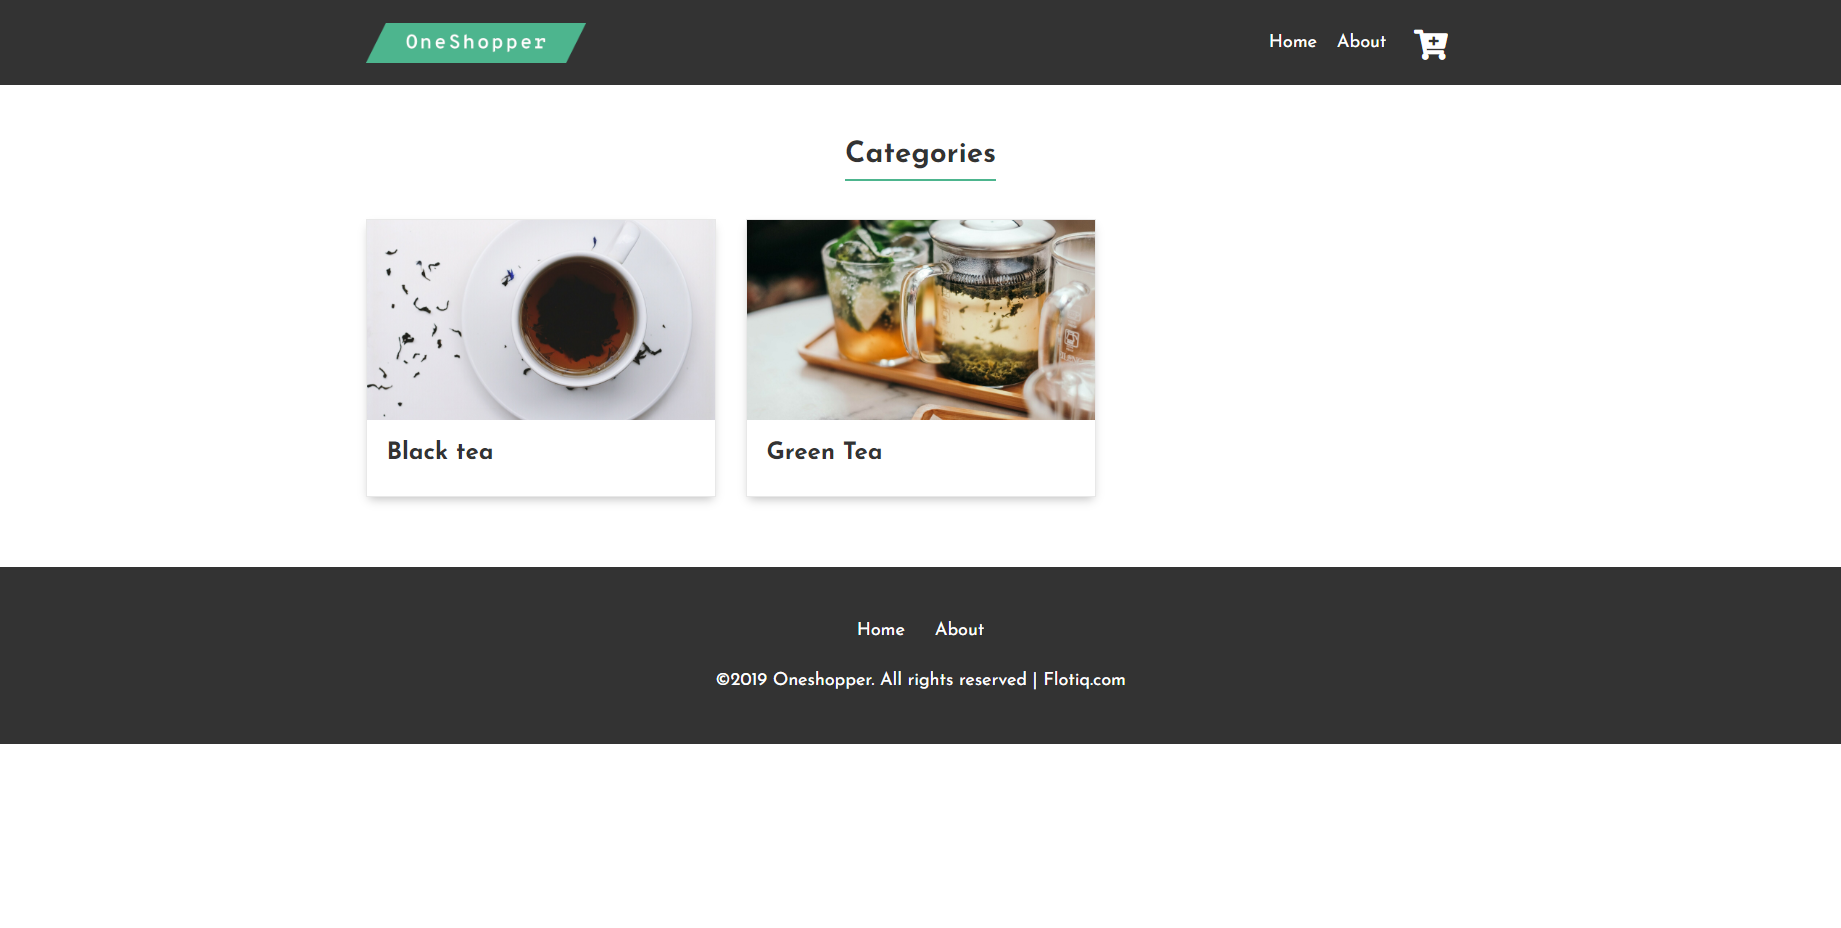 OneShopper
Home About
Categories
Black tea
Green Tea
Home About
©2019 Oneshopper. All rights reserved | Flotiq.com